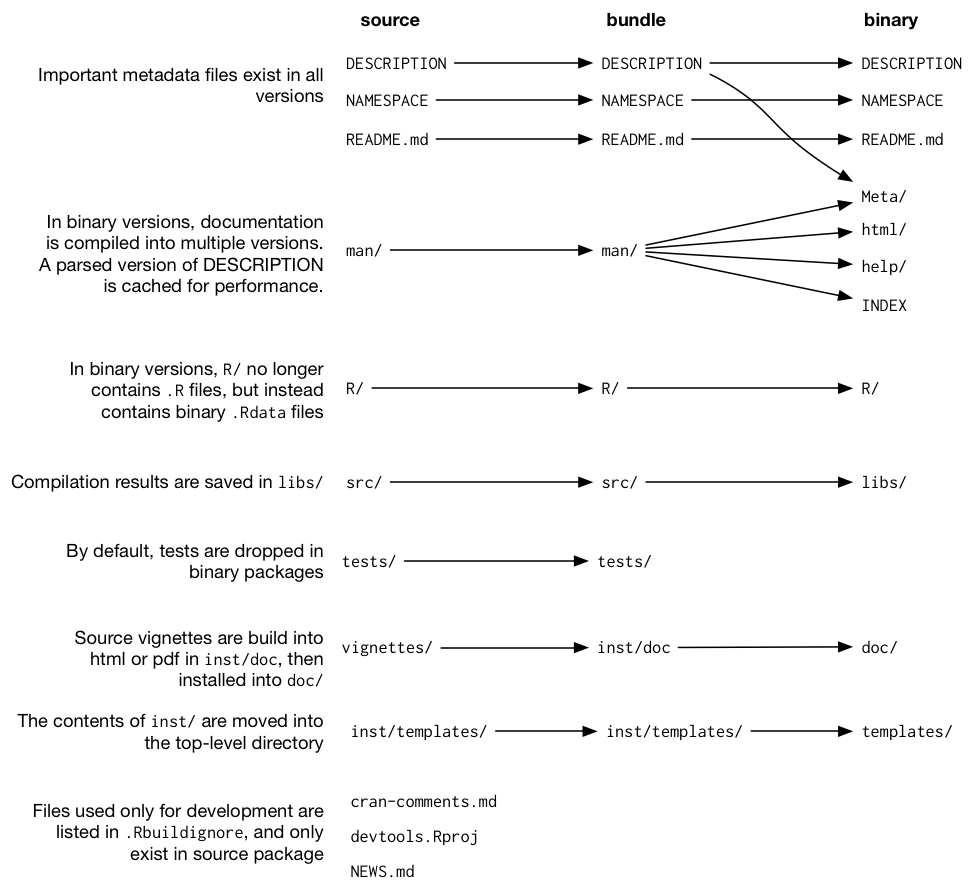 source bundle binary
Important metadata files exist in all
versions
DESCRIPTION DESCRIPTION DESCRIPTION
NAMESPACE NAMESPACE NAMESPACE
README.md README.md README.md
In binary versions, documentation
is compiled into multiple versions.
A parsed version of DESCRIPTION
is cached for performance.
man/ man/
Meta/
html/
help/
INDEX
In binary versions, R/ no longer
contains .R files, but instead
contains binary .Rdata files
R/ R/ R/
Compilation results are saved in libs/
src/ src/ libs/
By default, tests are dropped in
binary packages
tests/ tests/
Source vignettes are build into
html or pdf in inst/doc, then
installed into doc/
vignettes/ inst/doc doc/
The contents of inst/ are moved into
the top-level directory
inst/templates/ inst/templates/ templates/
Files used only for development are
listed in .Rbuildignore, and only
exist in source package
cran-comments.md
devtools.Rproj
NEWS.md